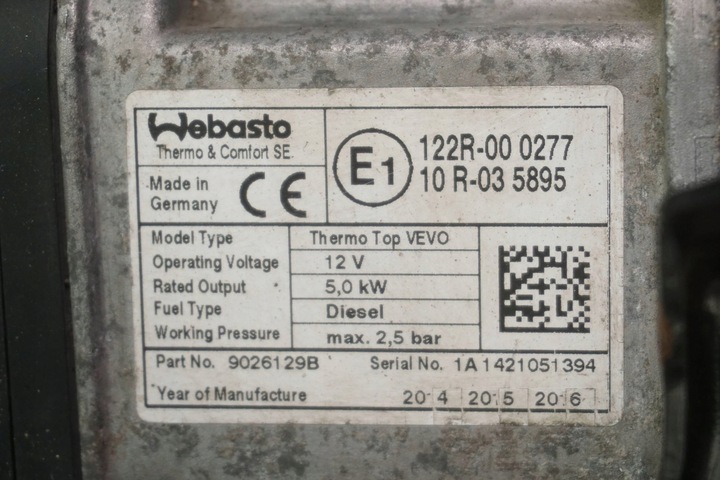 Webasto
Thermo & Comfort SE
Made in
Germany
CE
E1
122R-00 0277
10 R-03 5895
Model Type Thermo Top VEVO
Operating Voltage 12 V
Rated Output 5,0 kW
Fuel Type Diesel
Working Pressure max. 2,5 bar
Part No. 9026129B Serial No. 1A1421051394
Year of Manufacture 2014 2015 2016